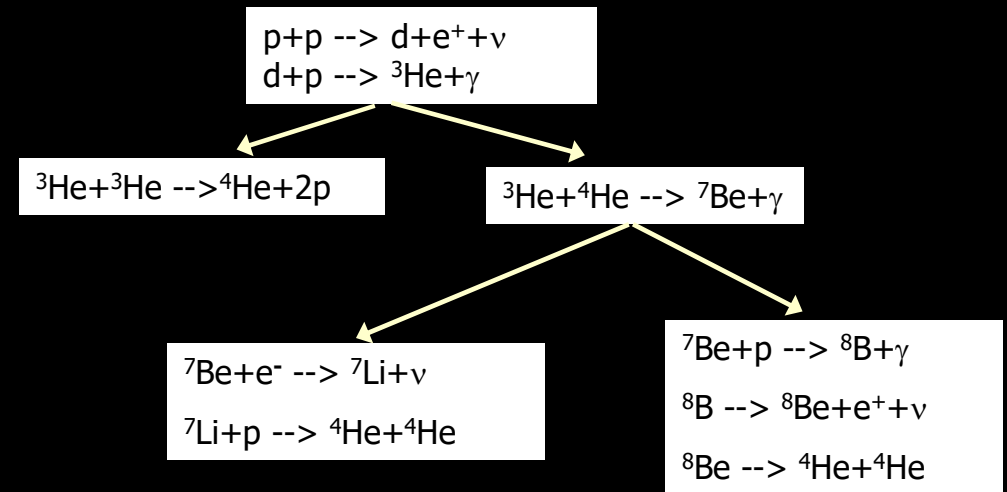 p+p --> d+e⁺+ν
d+p --> ³He+γ
³He+³He -->⁴He+2p
³He+⁴He --> ⁷Be+γ
⁷Be+e⁻ --> ⁷Li+ν
⁷Li+p --> ⁴He+⁴He
⁷Be+p --> ⁸B+γ
⁸B --> ⁸Be+e⁺+ν
⁸Be --> ⁴He+⁴He